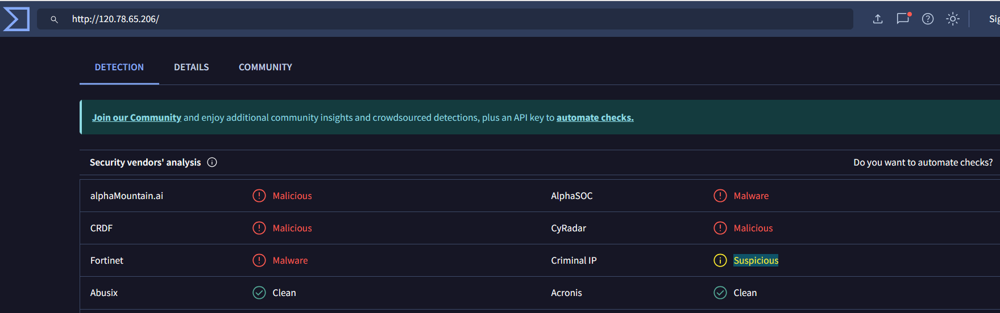 http://120.78.65.206/
DETECTION DETAILS COMMUNITY
Join our Community and enjoy additional community insights and crowdsourced detections, plus an API key to automate checks.
Security vendors' analysis Do you want to automate checks?
alphaMountain.ai Malicious AlphaSOC Malware
CRDF Malicious CyRadar Malicious
Fortinet Malware Criminal IP Suspicious
Abusix Clean Acronis Clean